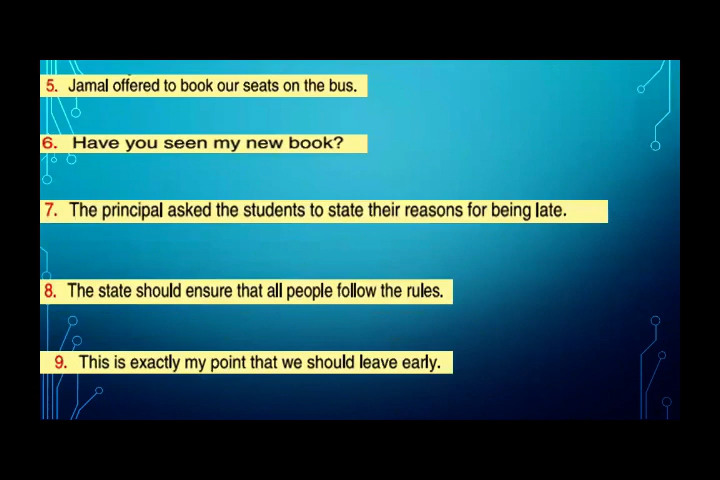 5. Jamal offered to book our seats on the bus.
6. Have you seen my new book?
7. The principal asked the students to state their reasons for being late.
8. The state should ensure that all people follow the rules.
9. This is exactly my point that we should leave early.